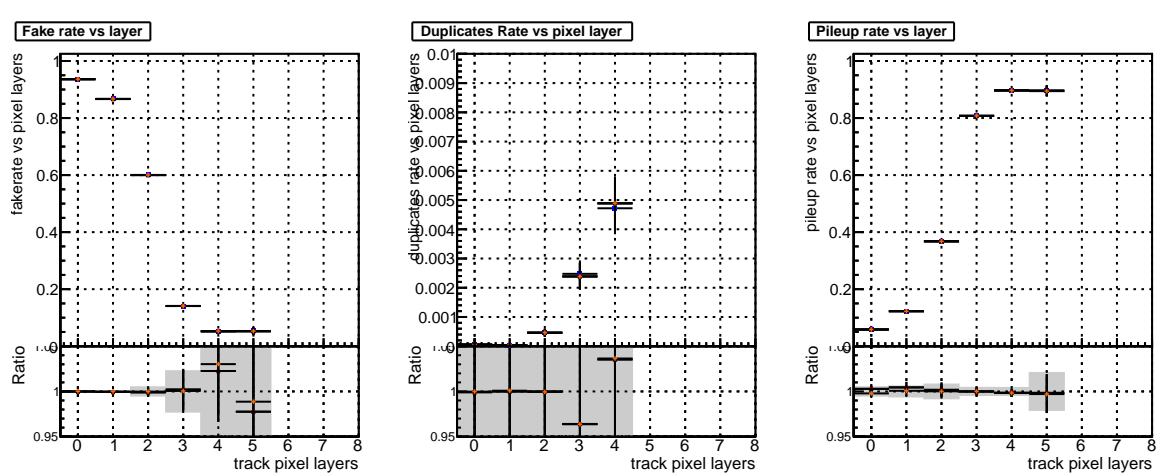 Fake rate vs layer
fakerate vs pixel layers
1
0.8
0.6
0.4
0.2
Ratio
1
0.95
0 1 2 3 4 5 6 7 8
track pixel layers
Duplicates Rate vs pixel layer
duplicates rate vs pixel layers
0.01
0.009
0.008
0.007
0.006
0.005
0.004
0.003
0.002
0.001
0
Ratio
1
0.95
0 1 2 3 4 5 6 7 8
track pixel layers
Pileup rate vs layer
pileup rate vs pixel layers
1
0.8
0.6
0.4
0.2
0
Ratio
1
0.95
0 1 2 3 4 5 6 7 8
track pixel layers